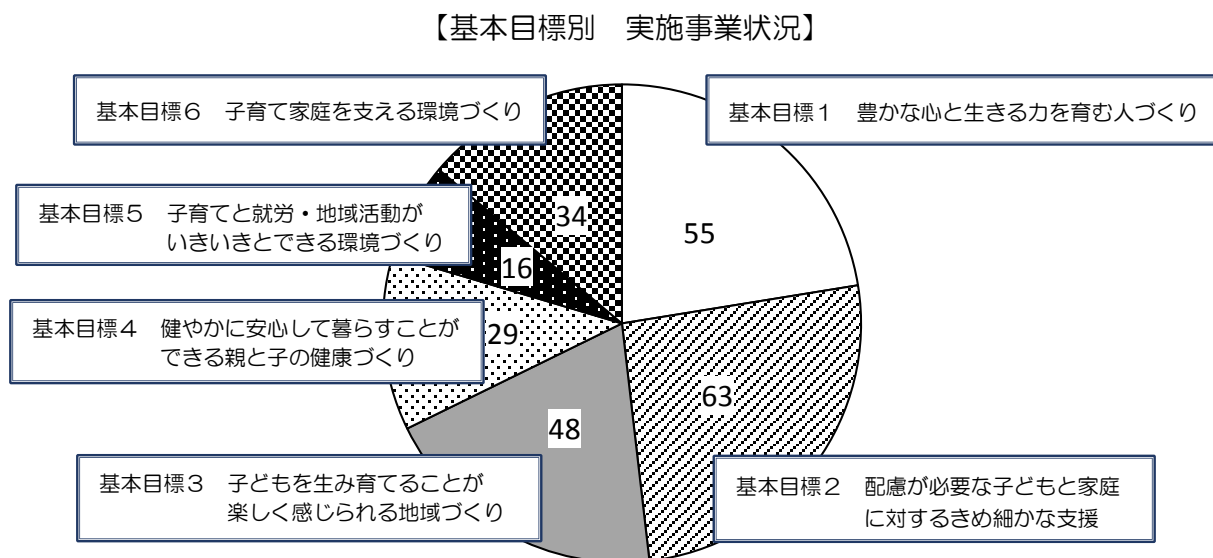 【基本目標別　実施事業状況】
基本目標６　子育て家庭を支える環境づくり
基本目標１　豊かな心と生きる力を育む人づくり
基本目標５　子育てと就労・地域活動が
いきいきとできる環境づくり
34
55
16
基本目標４　健やかに安心して暮らすことが
できる親と子の健康づくり
29
63
48
基本目標３　子どもを生み育てることが
楽しく感じられる地域づくり
基本目標２　配慮が必要な子どもと家庭
に対するきめ細かな支援